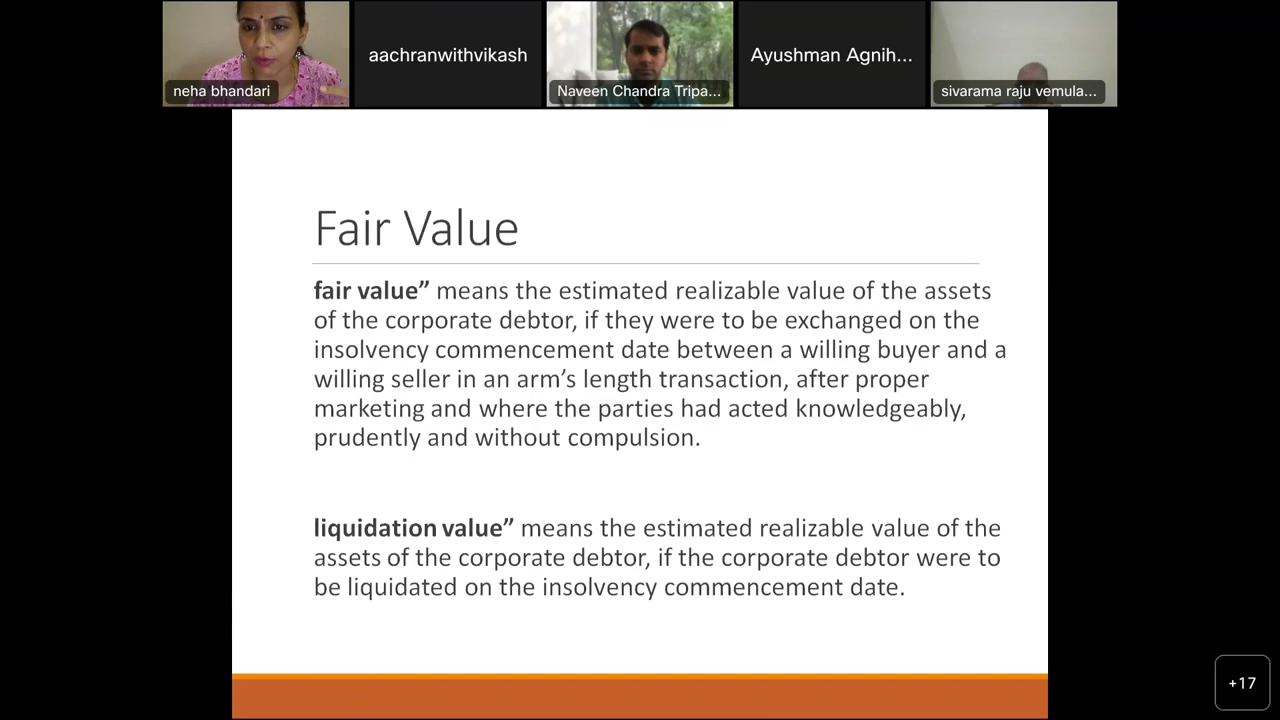 neha bhandari
aachranwithvikash
Naveen Chandra Tripa...
Ayushman Agnih...
sivarama raju vemula...
Fair Value
fair value” means the estimated realizable value of the assets
of the corporate debtor, if they were to be exchanged on the
insolvency commencement date between a willing buyer and a
willing seller in an arm’s length transaction, after proper
marketing and where the parties had acted knowledgeably,
prudently and without compulsion.
liquidation value” means the estimated realizable value of the
assets of the corporate debtor, if the corporate debtor were to
be liquidated on the insolvency commencement date.
+17